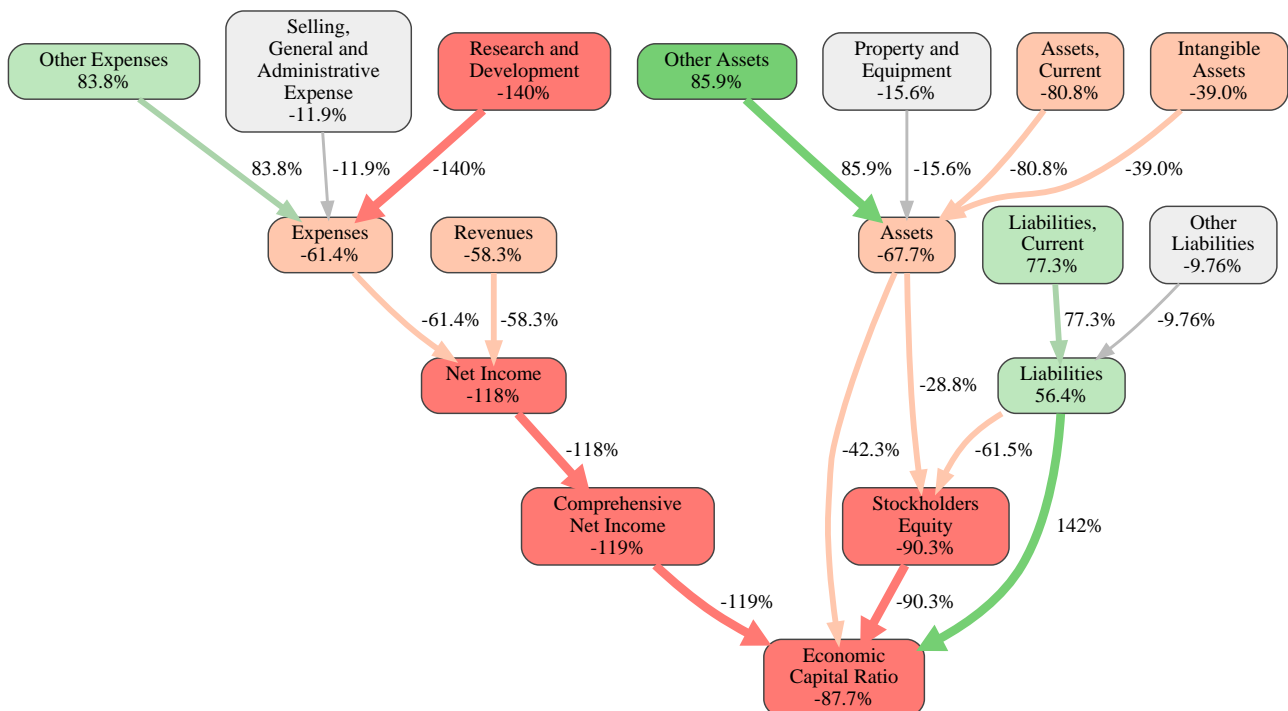 Other Expenses
83.8%
Selling,
General and
Administrative
Expense
-11.9%
Research and
Development
-140%
Other Assets
85.9%
Property and
Equipment
-15.6%
Assets,
Current
-80.8%
Intangible
Assets
-39.0%
83.8%
-11.9%
-140%
85.9%
-15.6%
-80.8%
-39.0%
Expenses
-61.4%
Revenues
-58.3%
Assets
-67.7%
Liabilities,
Current
77.3%
Other
Liabilities
-9.76%
-61.4%
-58.3%
77.3%
-9.76%
Net Income
-118%
-28.8%
Liabilities
56.4%
-118%
-42.3%
-61.5%
Comprehensive
Net Income
-119%
Stockholders
Equity
-90.3%
142%
-119%
-90.3%
Economic
Capital Ratio
-87.7%